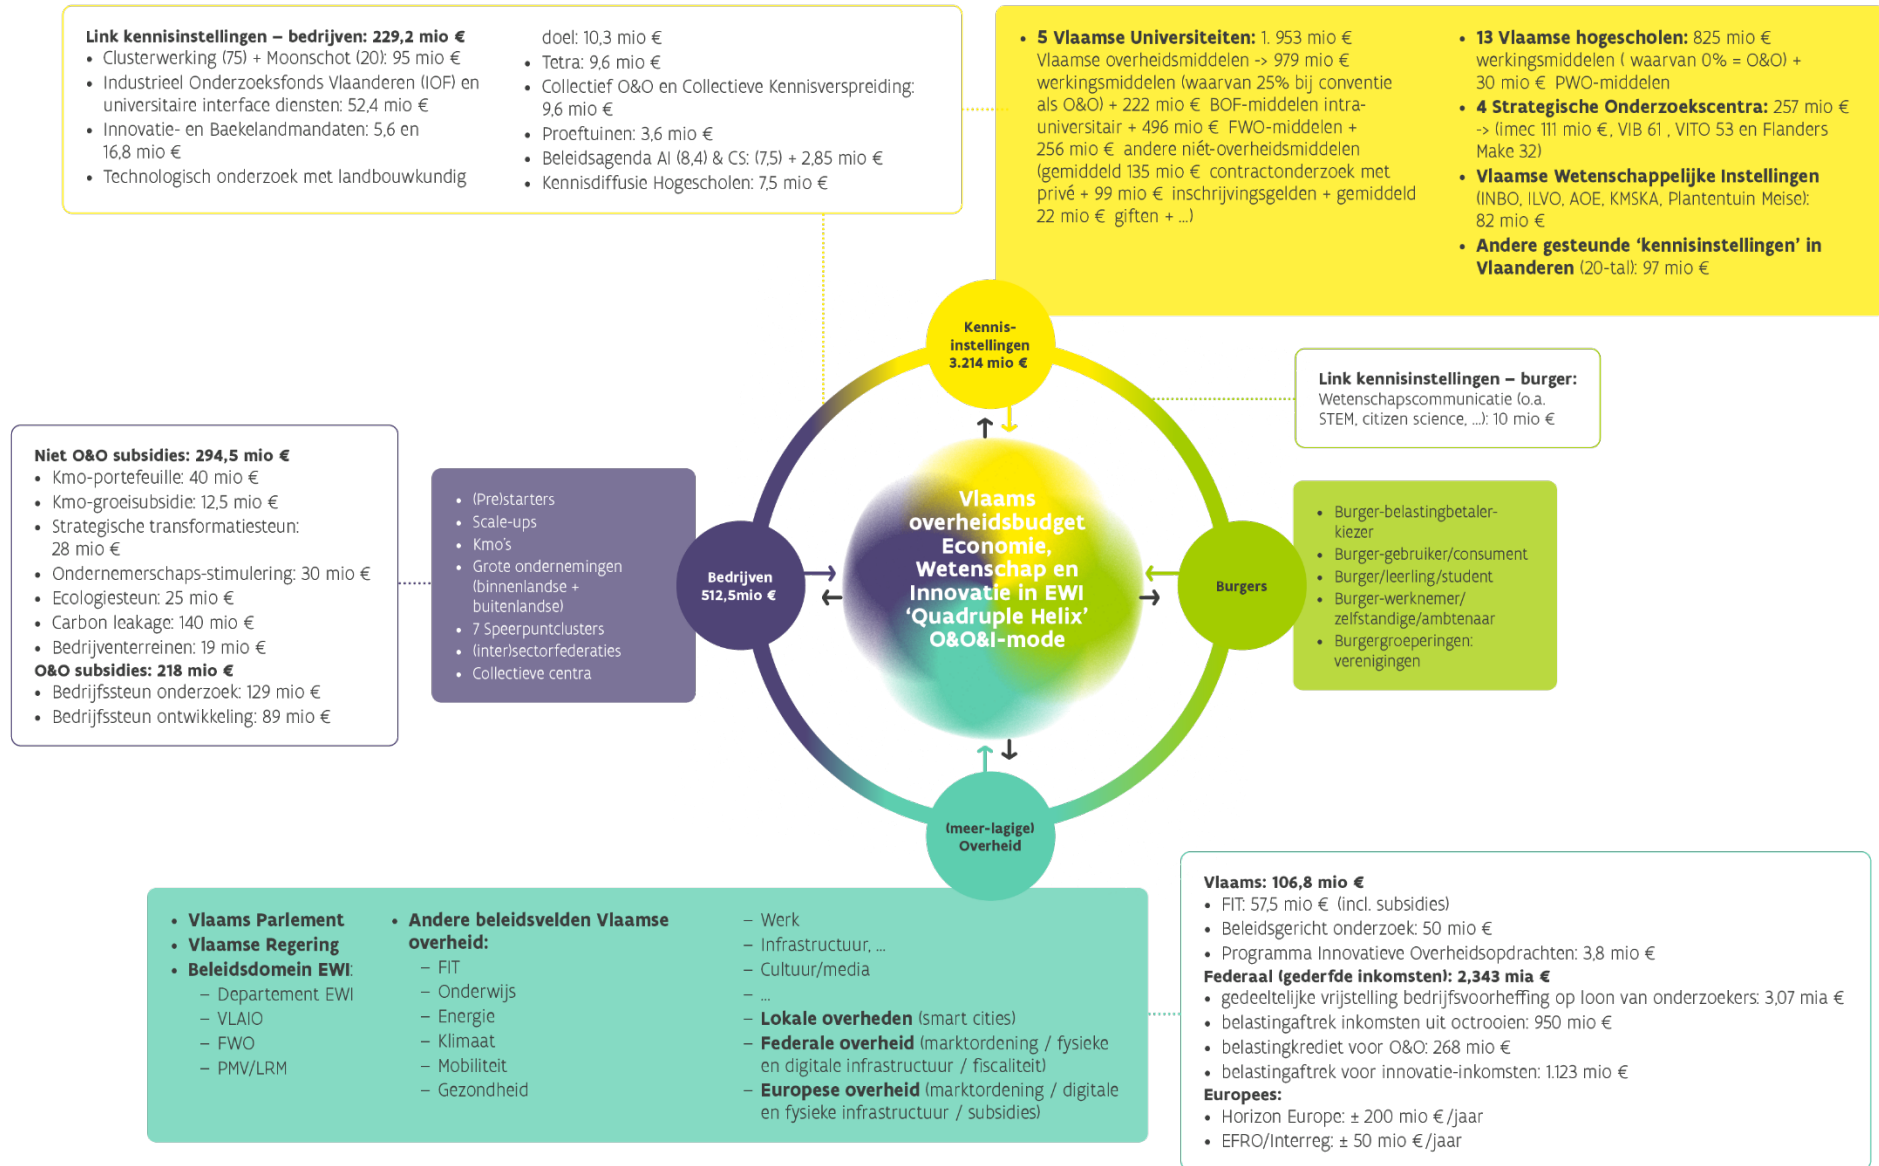 Link kennisinstellingen – bedrijven: 229,2 mio €
• Clusterwerking (75) + Moonshot (20): 95 mio €
• Industrieel Onderzoeksfonds Vlaanderen (IOF) en
universitaire interface diensten: 52,4 mio €
• Innovatie- en Baekelandmandaten: 5,6 en
16,8 mio €
• Technologisch onderzoek met landbouwkundig
doel: 10,3 mio €
• Tetra: 9,6 mio €
• Collectief O&O en Collectieve Kennisverspreiding:
9,6 mio €
• Proeftuinen: 3,6 mio €
• Beleidsagenda AI (8,4) & CS: (7,5) + 2,85 mio €
• Kennisdiffusie Hogescholen: 7,5 mio €
• 5 Vlaamse Universiteiten: 1. 953 mio €
Vlaamse overheidsmiddelen -> 979 mio €
werkingsmiddelen (waarvan 25% bij conventie
als O&O) + 222 mio € BOF-middelen intra-
universitair + 496 mio € FWO-middelen +
256 mio € andere niét-overheidsmiddelen
(gemiddeld 135 mio € contractonderzoek met
privé + 99 mio € inschrijvingsgelden + gemiddeld
22 mio € giften + ...)
• 13 Vlaamse hogescholen: 825 mio €
werkingsmiddelen ( waarvan 0% = O&O) +
30 mio € PWO-middelen
• 4 Strategische Onderzoekscentra: 257 mio €
-> (imec 111 mio €, VIB 61 , VITO 53 en Flanders
Make 32)
• Vlaamse Wetenschappelijke Instellingen
(INBO, ILVO, AOE, KMSKA, Plantentuin Meise):
82 mio €
• Andere gesteunde ‘kennisinstellingen’ in
Vlaanderen (20-tal): 97 mio €
Kennis-
instellingen
3.214 mio €
Link kennisinstellingen – burger:
Wetenschapscommunicatie (o.a.
STEM, citizen science, ...): 10 mio €
Niet O&O subsidies: 294,5 mio €
• Kmo-portefeuille: 40 mio €
• Kmo-groeisubsidie: 12,5 mio €
• Strategische transformatiesteun:
28 mio €
• Ondernemerschaps-stimulering: 30 mio €
• Ecologiesteun: 25 mio €
• Carbon leakage: 140 mio €
• Bedrijventerreinen: 19 mio €
O&O subsidies: 218 mio €
• Bedrijfssteun onderzoek: 129 mio €
• Bedrijfssteun ontwikkeling: 89 mio €
• (Pre)starters
• Scale-ups
• Kmo’s
• Grote ondernemingen
(binnenlandse +
buitenlandse)
• 7 Speerpuntclusters
• (inter)sectorfederaties
• Collectieve centra
Bedrijven
512,5mio €
Vlaams
overheidsbudget
Economie,
Wetenschap en
Innovatie in EWI
‘Quadruple Helix’
O&O&I-mode
Burgers
• Burger-belastingbetaler-
kiezer
• Burger-gebruiker/consument
• Burger/leerling/student
• Burger-werknemer/
zelfstandige/ambtenaar
• Burgergroeperingen:
verenigingen
(meer-lagige)
Overheid
• Vlaams Parlement
• Vlaamse Regering
• Beleidsdomein EWI:
– Departement EWI
– VLAIO
– FWO
– PMV/LRM
• Andere beleidsvelden Vlaamse
overheid:
– FIT
– Onderwijs
– Energie
– Klimaat
– Mobiliteit
– Gezondheid
– Werk
– Infrastructuur, ...
– Cultuur/media
– ...
– Lokale overheden (smart cities)
– Federale overheid (marktordening / fysieke
en digitale infrastructuur / fiscaliteit)
– Europese overheid (marktordening / digitale
en fysieke infrastructuur / subsidies)
Vlaams: 106,8 mio €
• FIT: 57,5 mio € (incl. subsidies)
• Beleidsgericht onderzoek: 50 mio €
• Programma Innovatieve Overheidsopdrachten: 3,8 mio €
Federaal (gederfde inkomsten): 2,343 mia €
• gedeeltelijke vrijstelling bedrijfsvoorheffing op loon van onderzoekers: 3,07 mia €
• belastingaftrek inkomsten uit octrooien: 950 mio €
• belastingkrediet voor O&O: 268 mio €
• belastingaftrek voor innovatie-inkomsten: 1.123 mio €
Europees:
• Horizon Europe: ± 200 mio €/jaar
• EFRO/Interreg: ± 50 mio €/jaar